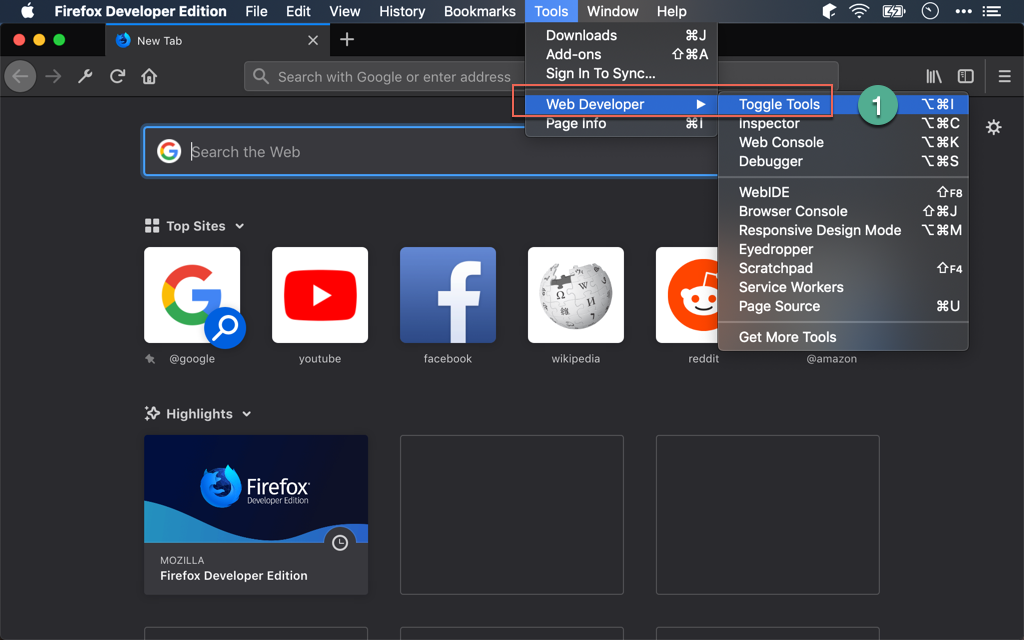 Firefox Developer Edition File Edit View History Bookmarks Tools Window Help
New Tab
Search with Google or enter address
Downloads ⌘J
Add-ons ⇧⌘A
Sign In To Sync...
Web Developer ▶
Page Info ⌘I
Toggle Tools ⌥⌘I
1
Inspector ⌥⌘C
Web Console ⌥⌘K
Debugger ⌥⌘S
WebIDE ⇧F8
Browser Console ⇧⌘J
Responsive Design Mode ⌥⌘M
Eyedropper
Scratchpad ⇧F4
Service Workers
Page Source ⌘U
Get More Tools
Search the Web
Top Sites
@google youtube facebook wikipedia reddit @amazon
Highlights
Firefox
Developer Edition
MOZILLA
Firefox Developer Edition